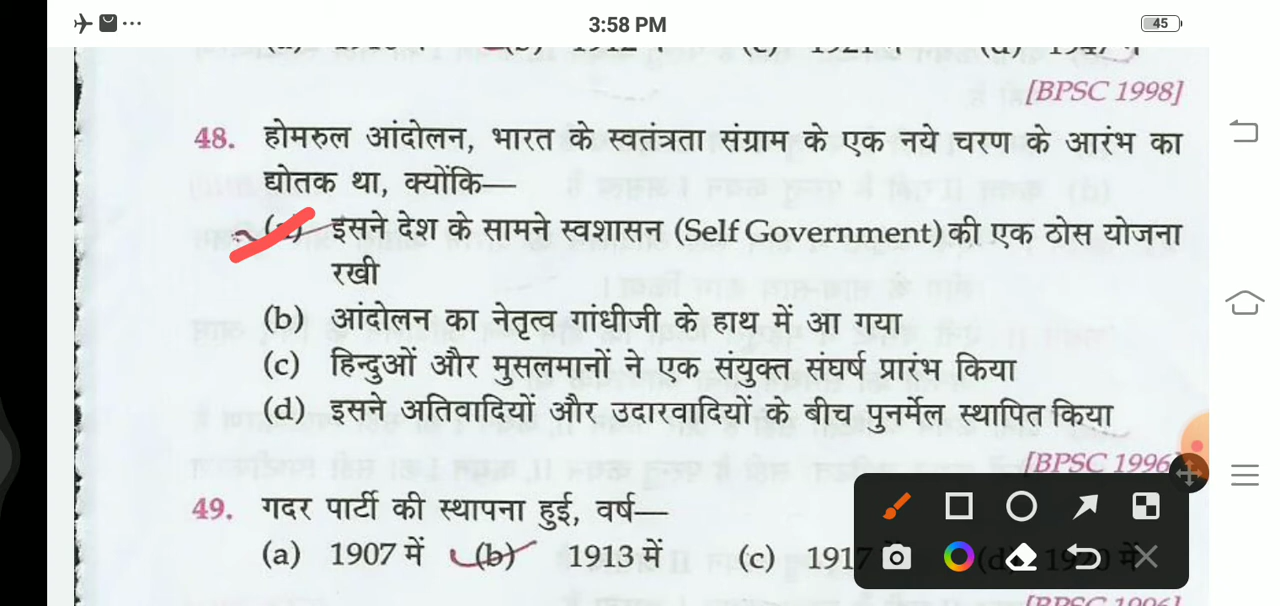 3:58 PM
45
[BPSC 1998]
48. होमरुल आंदोलन, भारत के स्वतंत्रता संग्राम के एक नये चरण के आरंभ का
द्योतक था, क्योंकि—
इसने देश के सामने स्वशासन (Self Government) की एक ठोस योजना
रखी
(b) आंदोलन का नेतृत्व गांधीजी के हाथ में आ गया
(c) हिन्दुओं और मुसलमानों ने एक संयुक्त संघर्ष प्रारंभ किया
(d) इसने अतिवादियों और उदारवादियों के बीच पुनर्मेल स्थापित किया
[BPSC 1996]
49. गदर पार्टी की स्थापना हुई, वर्ष—
(a) 1907 में (b) 1913 में (c) 1917 में (d) 1920 में